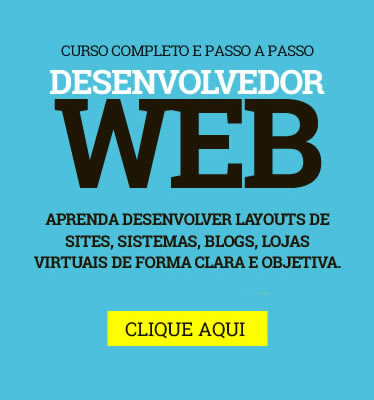 CURSO COMPLETO E PASSO A PASSO
DESENVOLVEDOR
WEB
APRENDA DESENVOLVER LAYOUTS DE
SITES, SISTEMAS, BLOGS, LOJAS
VIRTUAIS DE FORMA CLARA E OBJETIVA.
CLIQUE AQUI